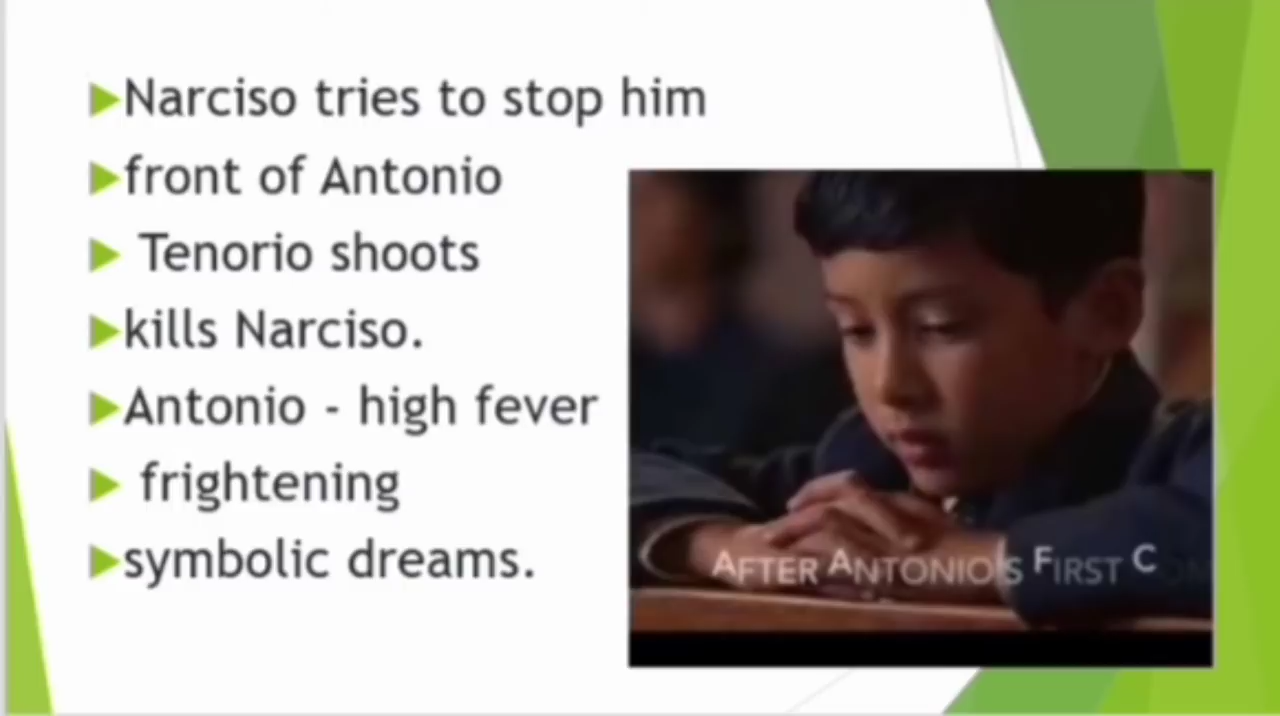 Narciso tries to stop him
front of Antonio
Tenorio shoots
kills Narciso.
Antonio - high fever
frightening
symbolic dreams.
AFTER ANTONIO'S FIRST C